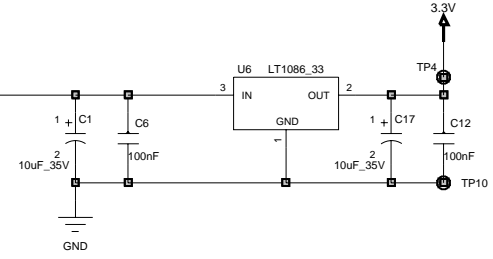 3.3V
TP4
U6 LT1086_33
3 IN OUT 2
GND
1
1 + C1
2
10uF_35V
C6
100nF
1 + C17
2
10uF_35V
C12
100nF
TP10
GND